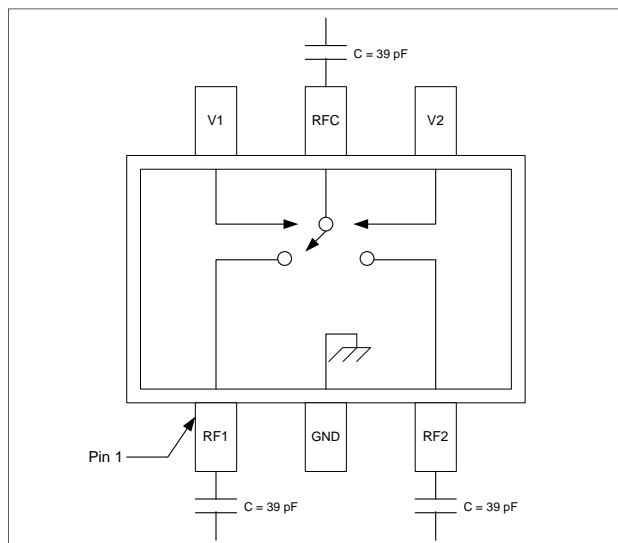 C = 39 pF
V1
RFC
V2
RF1
GND
RF2
Pin 1
C = 39 pF
C = 39 pF